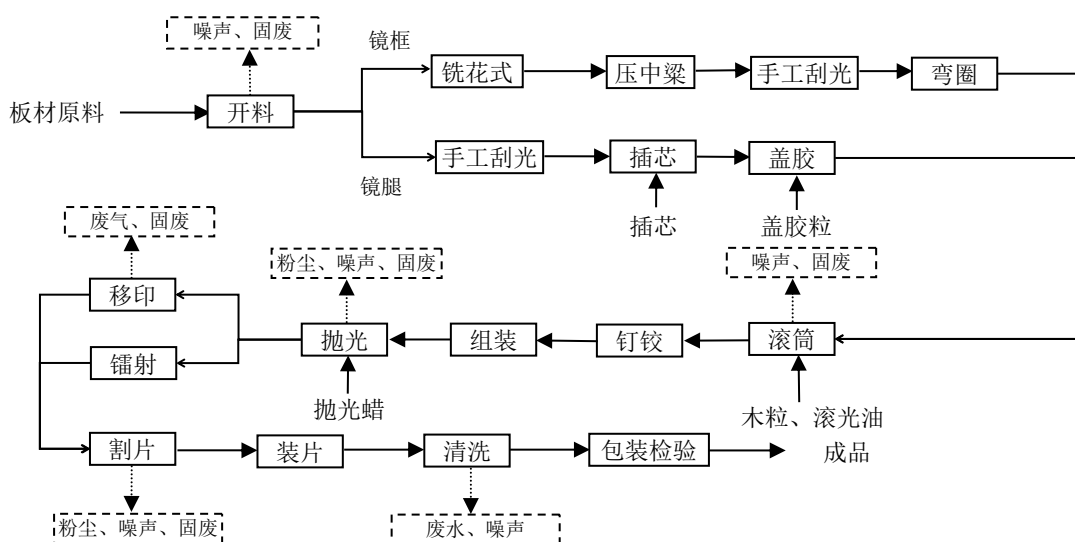 噪声、固废
镜框
铣花式
压中梁
手工刮光
弯圈
板材原料
开料
手工刮光
插芯
盖胶
镜腿
插芯
盖胶粒
废气、固废
粉尘、噪声、固废
噪声、固废
移印
抛光
组装
钉铰
滚筒
镭射
抛光蜡
木粒、滚光油
割片
装片
清洗
包装检验
成品
粉尘、噪声、固废
废水、噪声